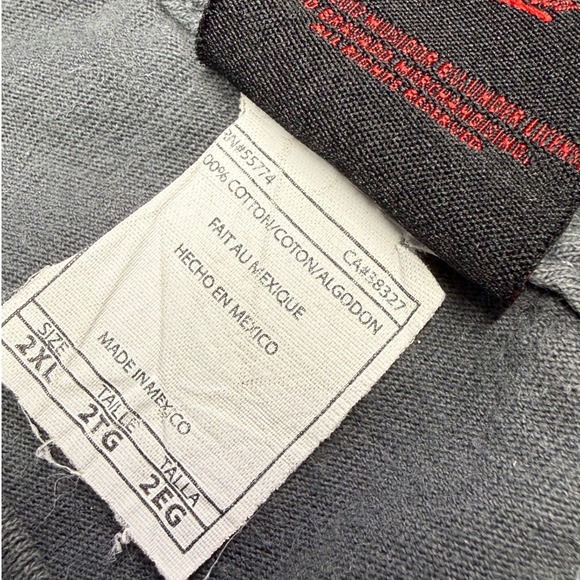 ALL RIGHTS RESERVED.
RN#55774
CA#38327
00% COTTON/COTON/ALGODON
FAIT AU MEXIQUE
HECHO EN MEXICO
MADE IN MEXICO
SIZE TAILLE TALLA
2XL 2TG 2EG